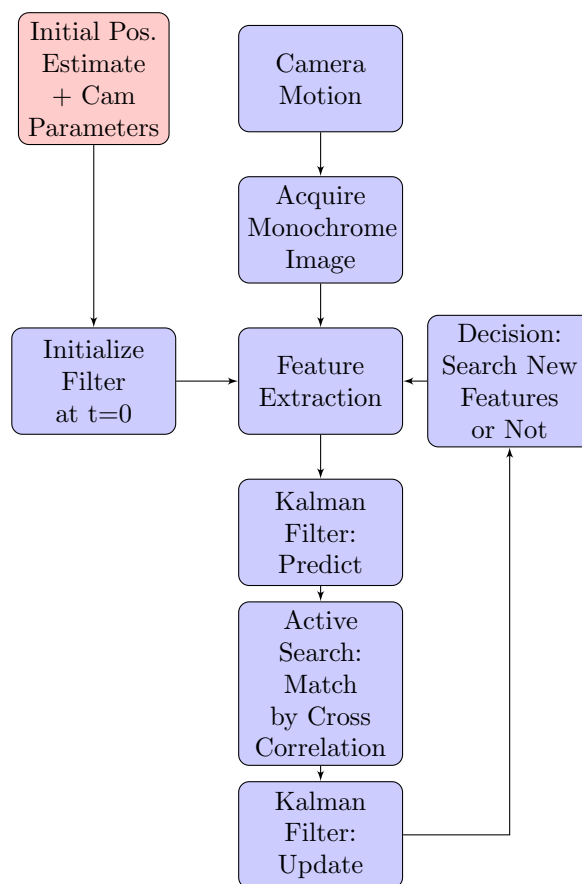 Initial Pos.
Estimate
+ Cam
Parameters
Camera
Motion
Acquire
Monochrome
Image
Initialize
Filter
at t=0
Feature
Extraction
Decision:
Search New
Features
or Not
Kalman
Filter:
Predict
Active
Search:
Match
by Cross
Correlation
Kalman
Filter:
Update